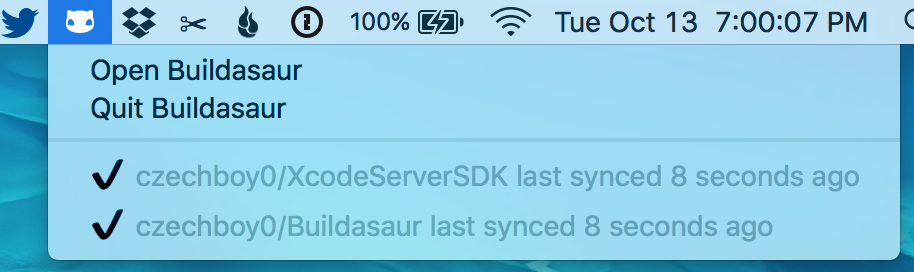 100% Tue Oct 13 7:00:07 PM
Open Buildasaur
Quit Buildasaur
✔ czechboy0/XcodeServerSDK last synced 8 seconds ago
✔ czechboy0/Buildasaur last synced 8 seconds ago